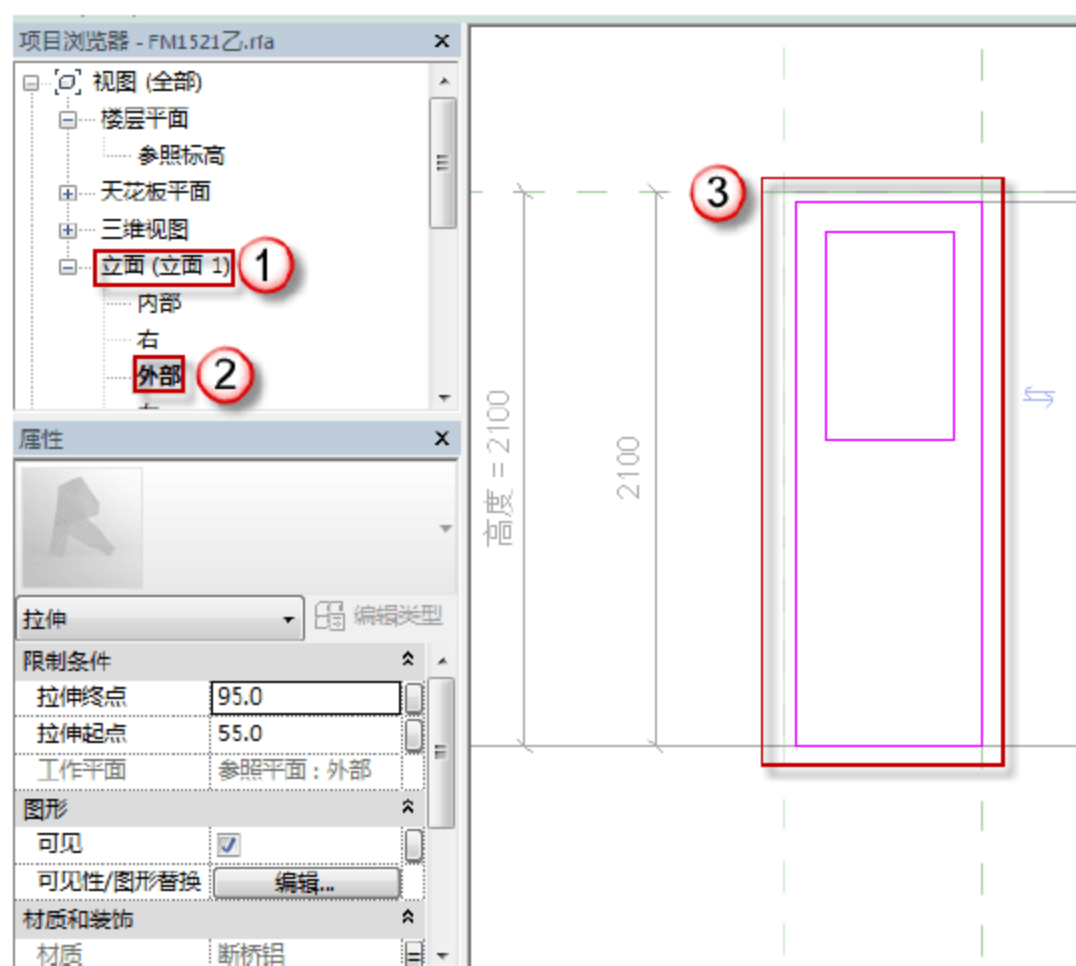 项目浏览器 - FM1521乙.rfa
视图 (全部)
楼层平面
参照标高
天花板平面
三维视图
立面 (立面 1)
1
内部
右
外部
2
属性
拉伸
编辑类型
限制条件
拉伸终点 95.0
拉伸起点 55.0
工作平面 参照平面 : 外部
图形
可见
可见性/图形替换 编辑...
材质和装饰
材质 断桥铝
3
高度 = 2100
2100